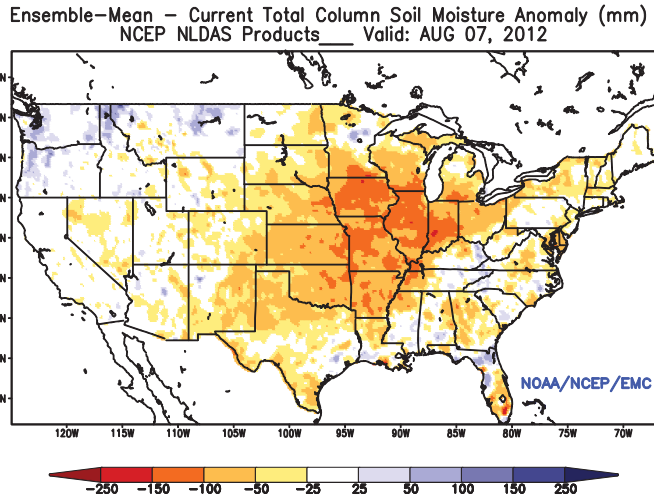 Ensemble-Mean - Current Total Column Soil Moisture Anomaly (mm)
NCEP NLDAS Products___ Valid: AUG 07, 2012
N
N
N
N
N
N
N
N
N
NOAA/NCEP/EMC
120W 115W 110W 105W 100W 95W 90W 85W 80W 75W 70W
-250 -150 -100 -50 -25 25 50 100 150 250